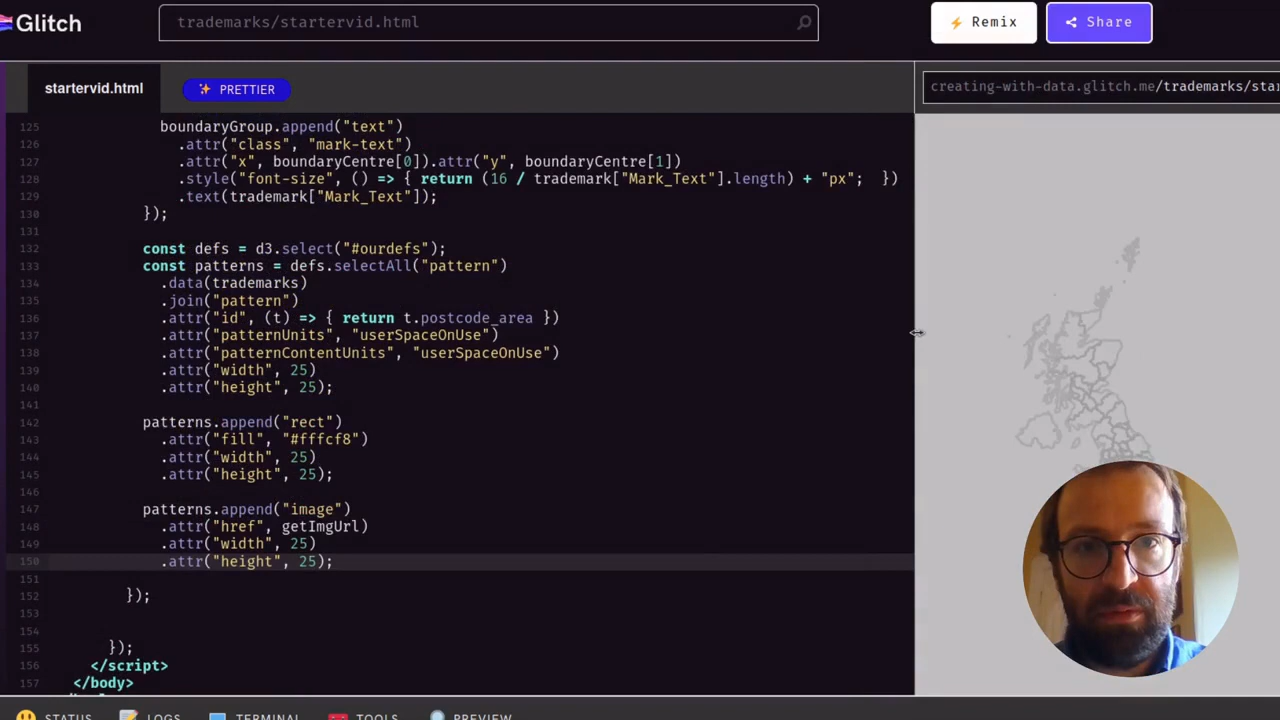 Glitch
trademarks/startervid.html
Remix
Share
startervid.html
PRETTIER
creating-with-data.glitch.me/trademarks/star
125 boundaryGroup.append("text")
126 .attr("class", "mark-text")
127 .attr("x", boundaryCentre[0]).attr("y", boundaryCentre[1])
128 .style("font-size", () => { return (16 / trademark["Mark_Text"].length) + "px";  })
129 .text(trademark["Mark_Text"]);
130 });
131
132 const defs = d3.select("#ourdefs");
133 const patterns = defs.selectAll("pattern")
134 .data(trademarks)
135 .join("pattern")
136 .attr("id", (t) => { return t.postcode_area })
137 .attr("patternUnits", "userSpaceOnUse")
138 .attr("patternContentUnits", "userSpaceOnUse")
139 .attr("width", 25)
140 .attr("height", 25);
141
142 patterns.append("rect")
143 .attr("fill", "#fffcf8")
144 .attr("width", 25)
145 .attr("height", 25);
146
147 patterns.append("image")
148 .attr("href", getImgUrl)
149 .attr("width", 25)
150 .attr("height", 25);
151
152 });
153
154
155 });
156 </script>
157 </body>
STATUS
LOGS
TERMINAL
TOOLS
PREVIEW